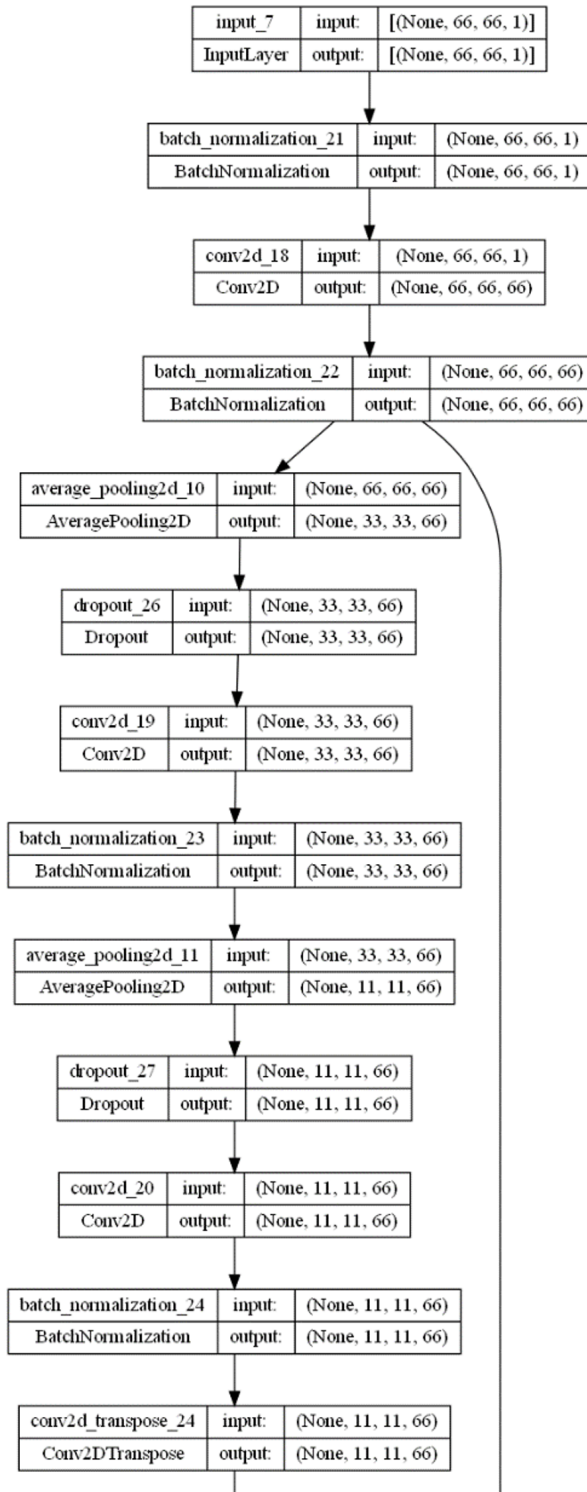 input_7 input: [(None, 66, 66, 1)]
InputLayer output: [(None, 66, 66, 1)]
batch_normalization_21 input: (None, 66, 66, 1)
BatchNormalization output: (None, 66, 66, 1)
conv2d_18 input: (None, 66, 66, 1)
Conv2D output: (None, 66, 66, 66)
batch_normalization_22 input: (None, 66, 66, 66)
BatchNormalization output: (None, 66, 66, 66)
average_pooling2d_10 input: (None, 66, 66, 66)
AveragePooling2D output: (None, 33, 33, 66)
dropout_26 input: (None, 33, 33, 66)
Dropout output: (None, 33, 33, 66)
conv2d_19 input: (None, 33, 33, 66)
Conv2D output: (None, 33, 33, 66)
batch_normalization_23 input: (None, 33, 33, 66)
BatchNormalization output: (None, 33, 33, 66)
average_pooling2d_11 input: (None, 33, 33, 66)
AveragePooling2D output: (None, 11, 11, 66)
dropout_27 input: (None, 11, 11, 66)
Dropout output: (None, 11, 11, 66)
conv2d_20 input: (None, 11, 11, 66)
Conv2D output: (None, 11, 11, 66)
batch_normalization_24 input: (None, 11, 11, 66)
BatchNormalization output: (None, 11, 11, 66)
conv2d_transpose_24 input: (None, 11, 11, 66)
Conv2DTranspose output: (None, 11, 11, 66)